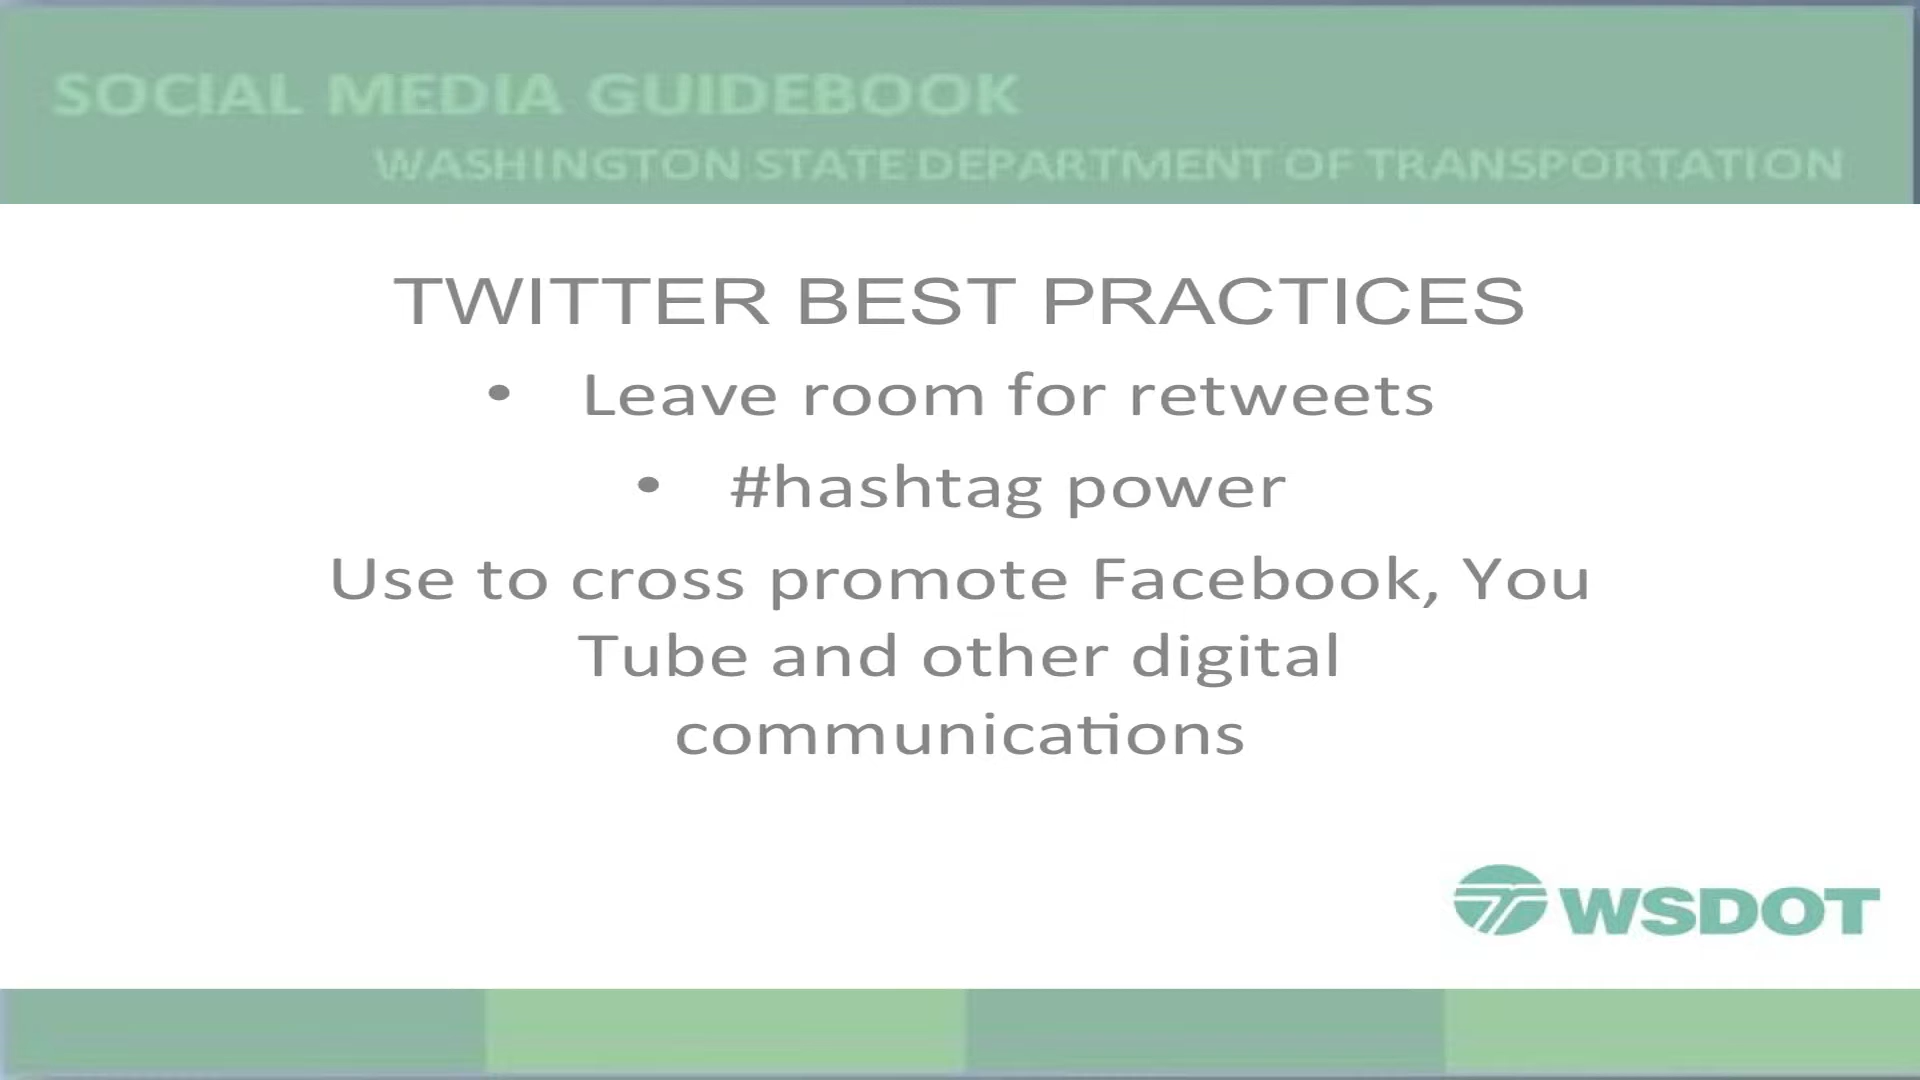 SOCIAL MEDIA GUIDEBOOK
WASHINGTON STATE DEPARTMENT OF TRANSPORTATION
TWITTER BEST PRACTICES
• Leave room for retweets
• #hashtag power
Use to cross promote Facebook, You
Tube and other digital
communications
WSDOT